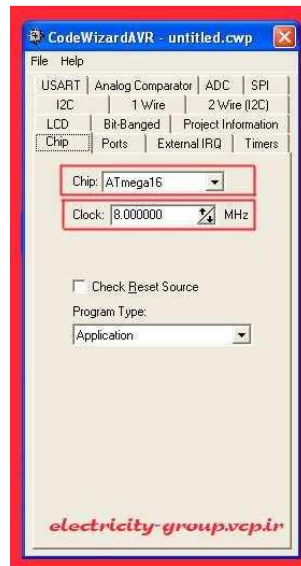 CodeWizardAVR - untitled.cwp
File Help
USART Analog Comparator ADC SPI
I2C 1 Wire 2 Wire (I2C)
LCD Bit-Banged Project Information
Chip Ports External IRQ Timers
Chip: ATmega16
Clock: 8.000000 MHz
Check Reset Source
Program Type:
Application
electricity-group.vcp.ir